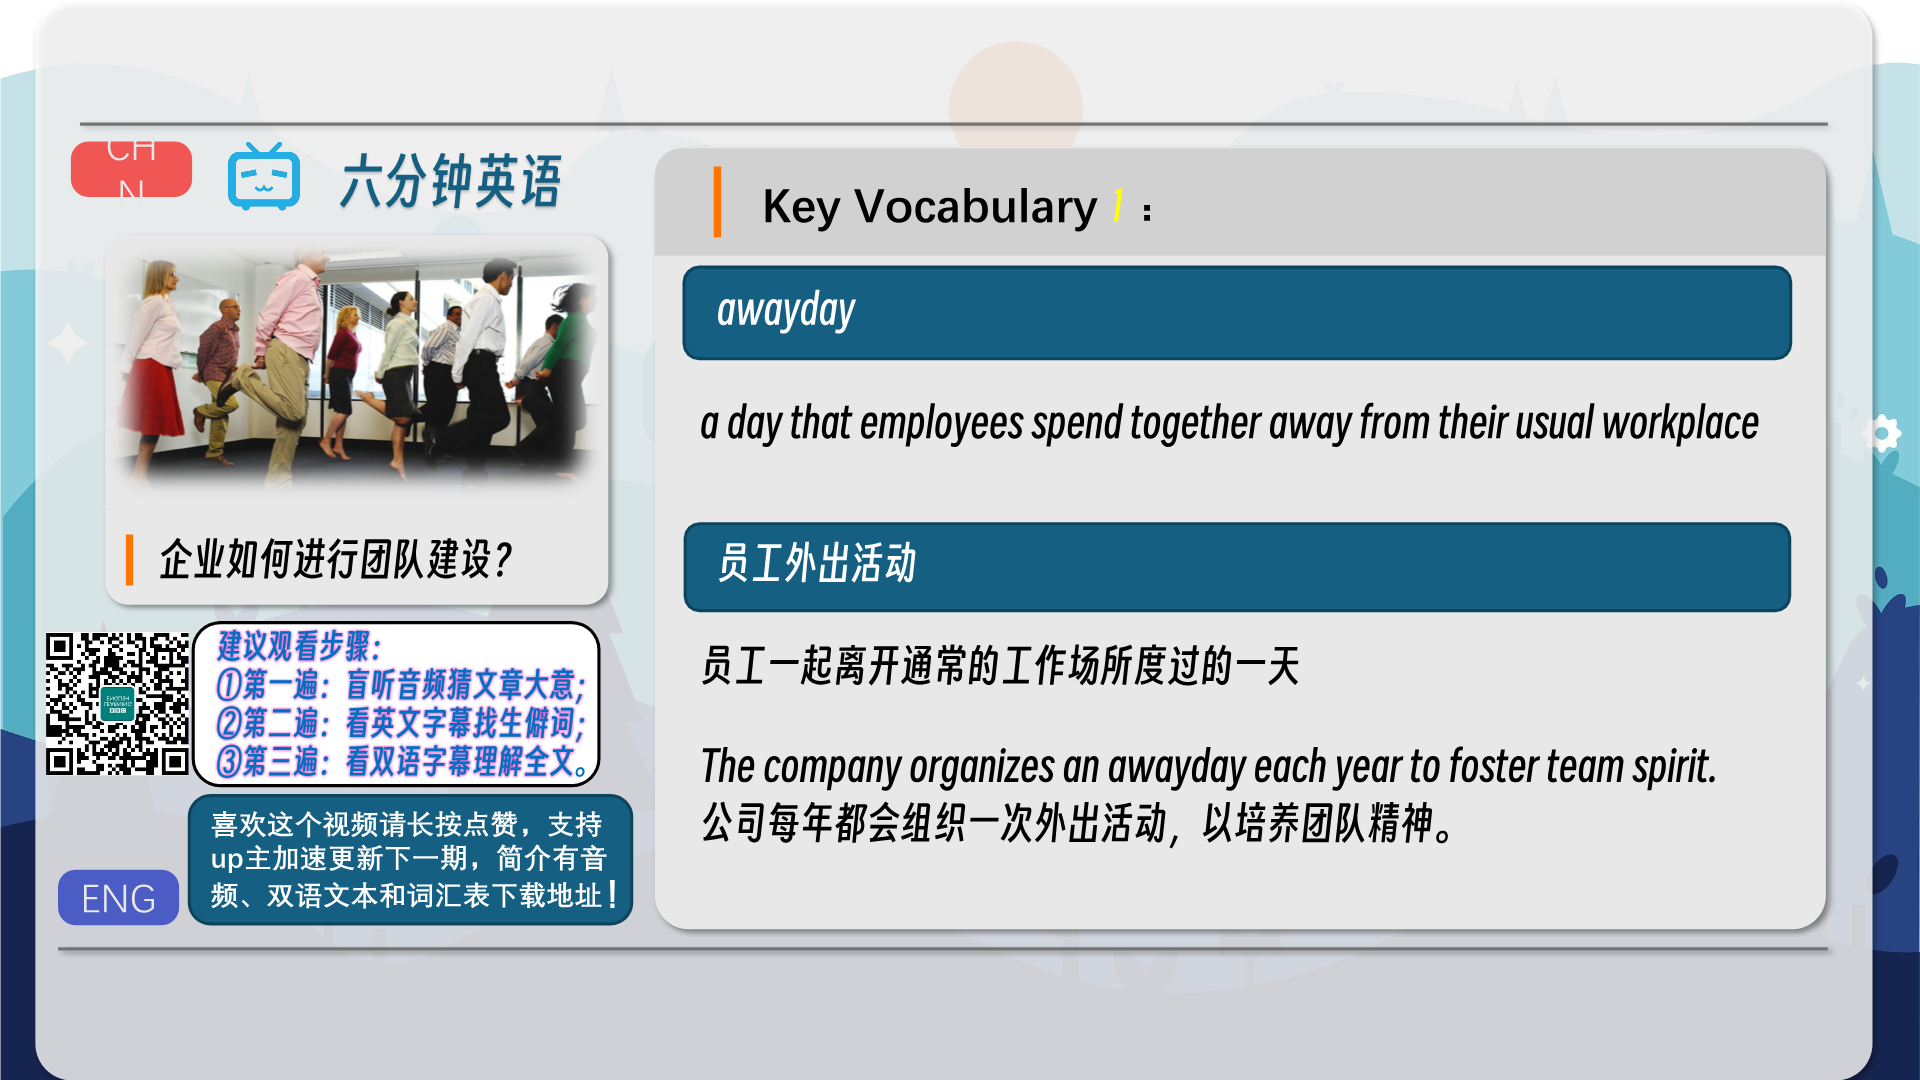 CH
N
六分钟英语
企业如何进行团队建设？
建议观看步骤：
①第一遍：盲听音频猜文章大意；
②第二遍：看英文字幕找生僻词；
③第三遍：看双语字幕理解全文。
喜欢这个视频请长按点赞，支持
up主加速更新下一期，简介有音
频、双语文本和词汇表下载地址！
ENG
Key Vocabulary 1：
awayday
a day that employees spend together away from their usual workplace
员工外出活动
员工一起离开通常的工作场所度过的一天
The company organizes an awayday each year to foster team spirit.
公司每年都会组织一次外出活动，以培养团队精神。